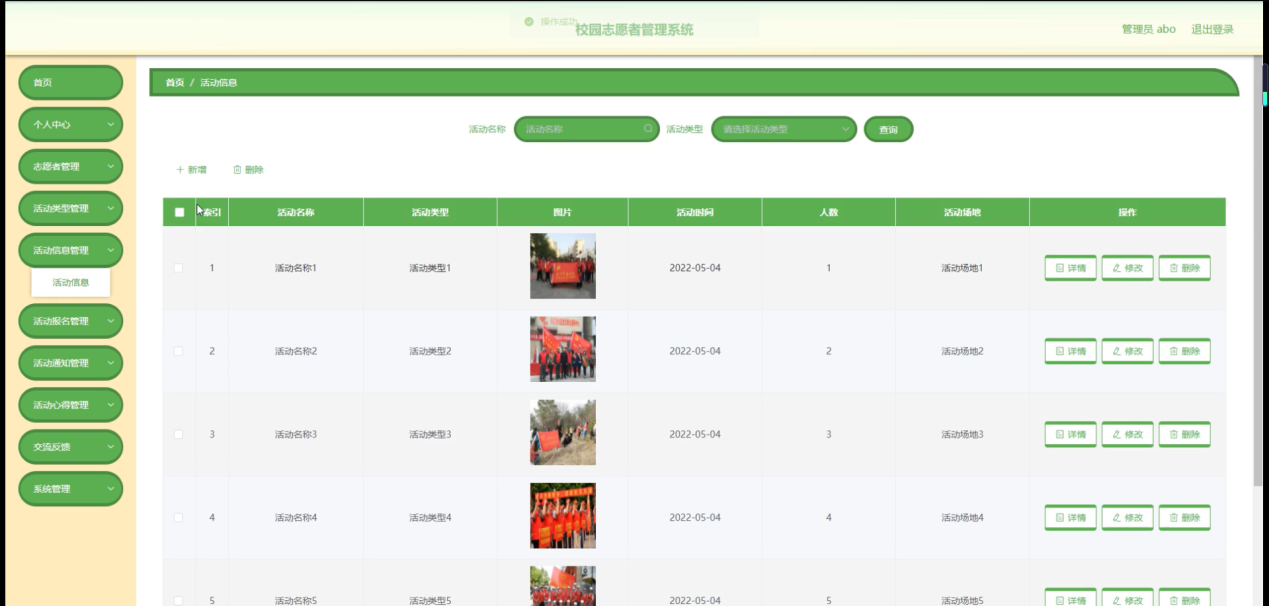 操作成功
校园志愿者管理系统
管理员 abo 退出登录
首页
个人中心
志愿者管理
活动类型管理
活动信息管理
活动信息
活动报名管理
活动通知管理
活动心得管理
交流反馈
系统管理
首页 / 活动信息
活动名称 活动名称 活动类型 请选择活动类型 查询
新增 删除
索引 活动名称 活动类型 图片 活动时间 人数 活动场地 操作
1 活动名称1 活动类型1 2022-05-04 1 活动场地1 详情 修改 删除
2 活动名称2 活动类型2 2022-05-04 2 活动场地2 详情 修改 删除
3 活动名称3 活动类型3 2022-05-04 3 活动场地3 详情 修改 删除
4 活动名称4 活动类型4 2022-05-04 4 活动场地4 详情 修改 删除
5 活动名称5 活动类型5 2022-05-04 5 活动场地5 详情 修改 删除